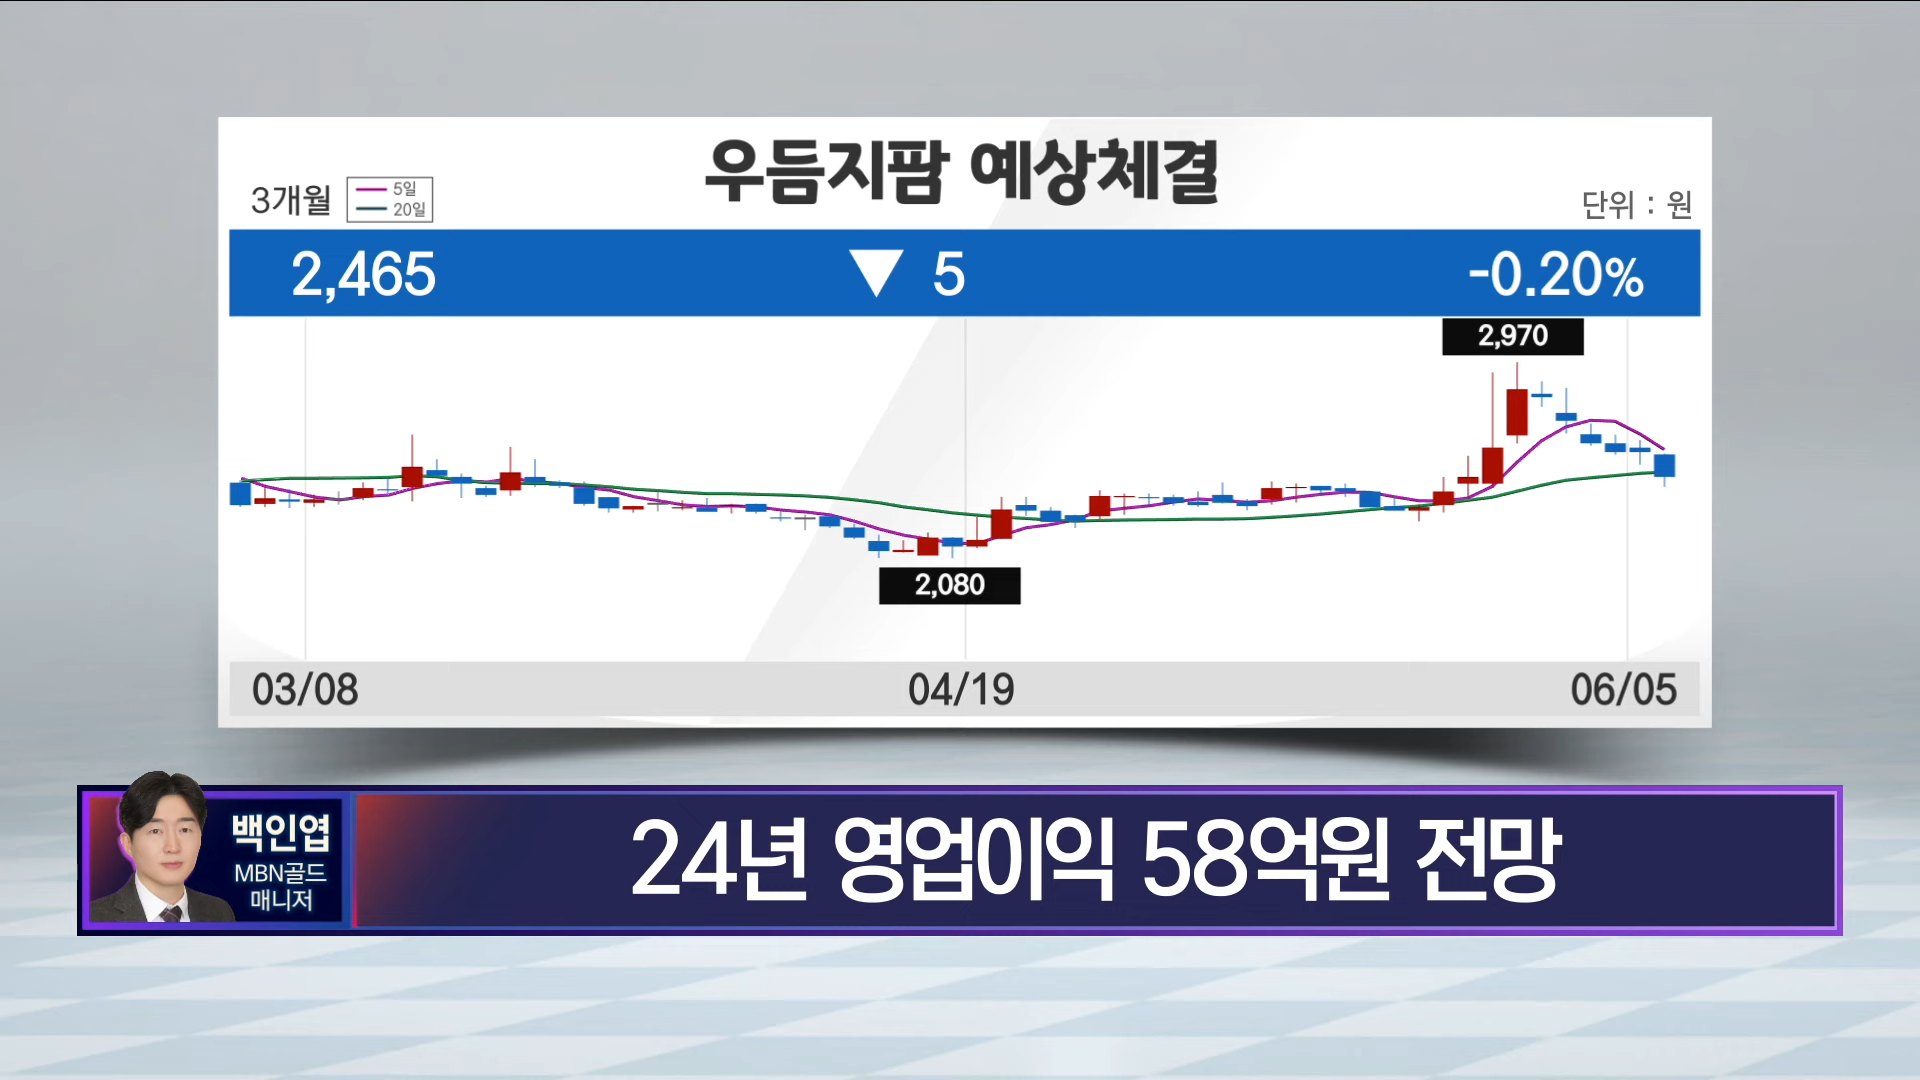 우듬지팜 예상체결
3개월
5일
20일
단위 : 원
2,465 ▼ 5 -0.20%
2,970
2,080
03/08 04/19 06/05
백인엽
MBN골드
매니저
24년 영업이익 58억원 전망